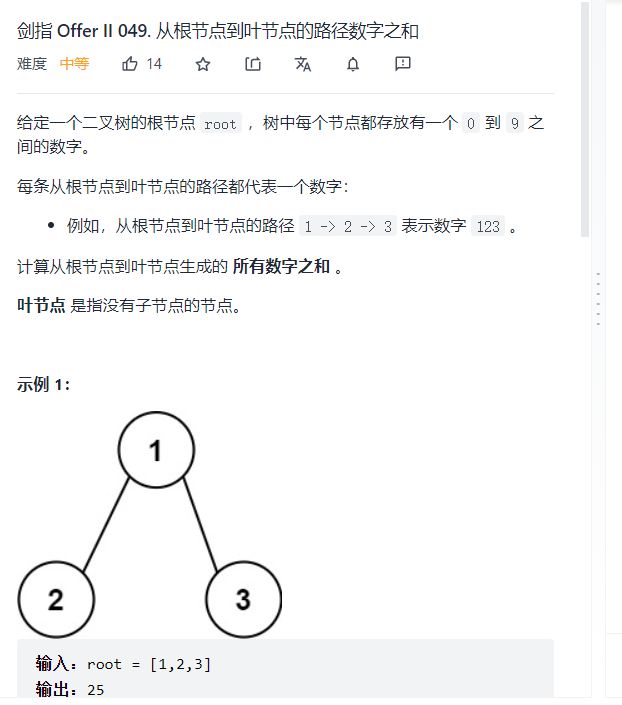 剑指 Offer II 049. 从根节点到叶节点的路径数字之和
难度 中等 14
给定一个二叉树的根节点 root ，树中每个节点都存放有一个 0 到 9 之
间的数字。
每条从根节点到叶节点的路径都代表一个数字：
• 例如，从根节点到叶节点的路径 1 -> 2 -> 3 表示数字 123 。
计算从根节点到叶节点生成的 所有数字之和 。
叶节点 是指没有子节点的节点。
示例 1：
1
2 3
输入：root = [1,2,3]
输出：25